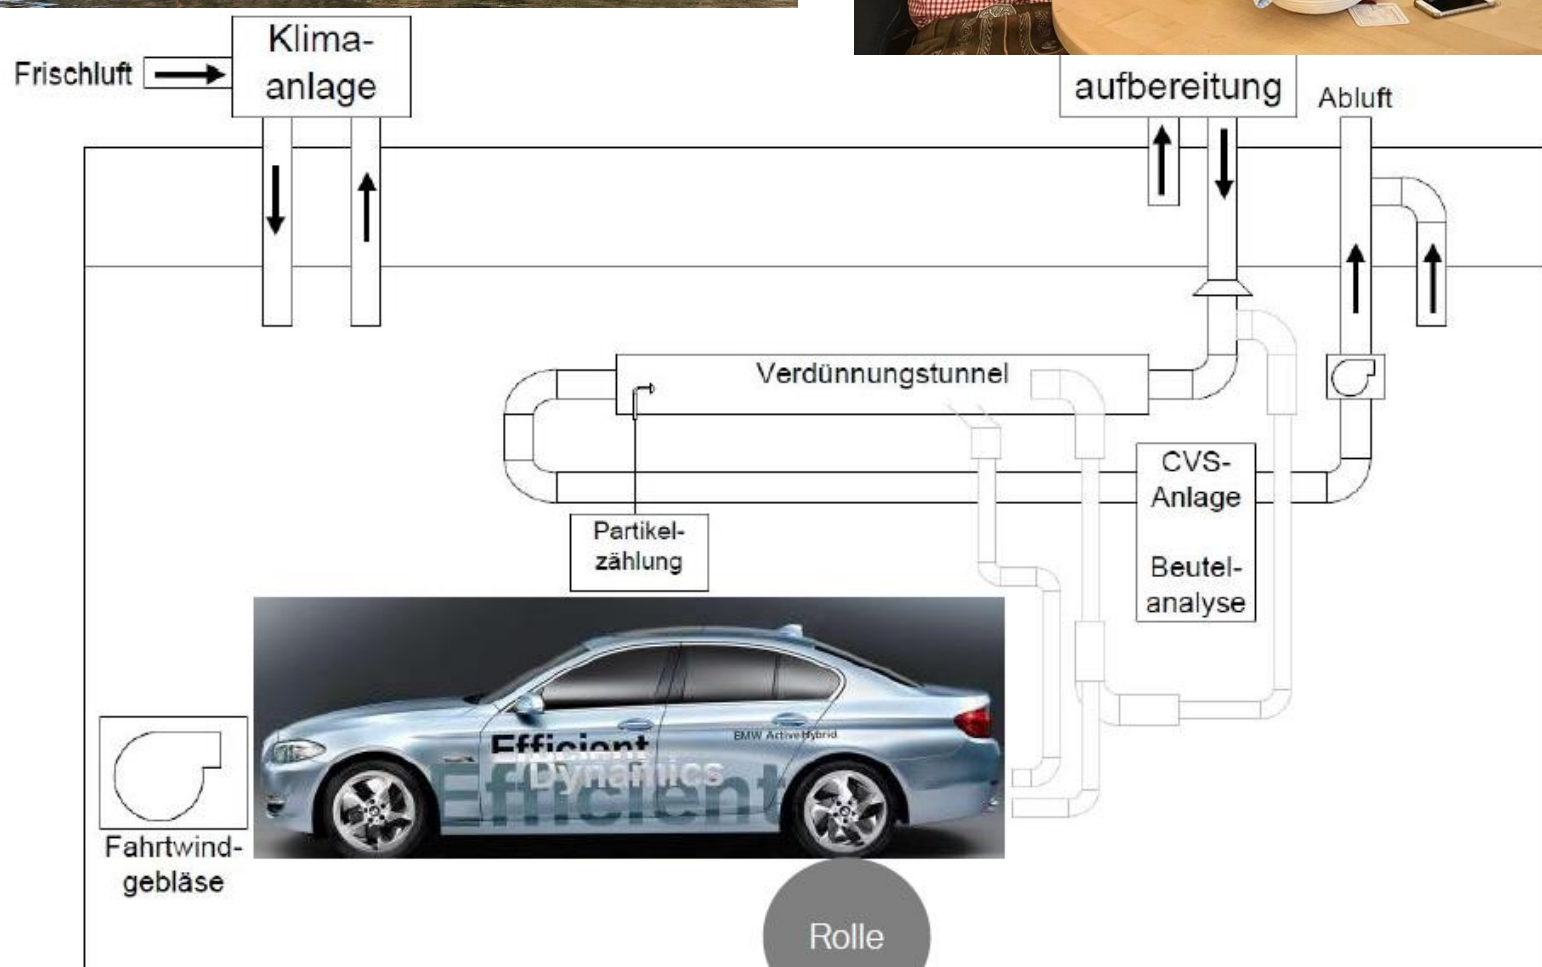 Klima-
anlage
Frischluft
aufbereitung
Abluft
Verdünnungstunnel
CVS-
Anlage
Beutel-
analyse
Partikel-
zählung
BMW ActiveHybrid
Efficient
Dynamics
Efficient
Fahrtwind-
gebläse
Rolle